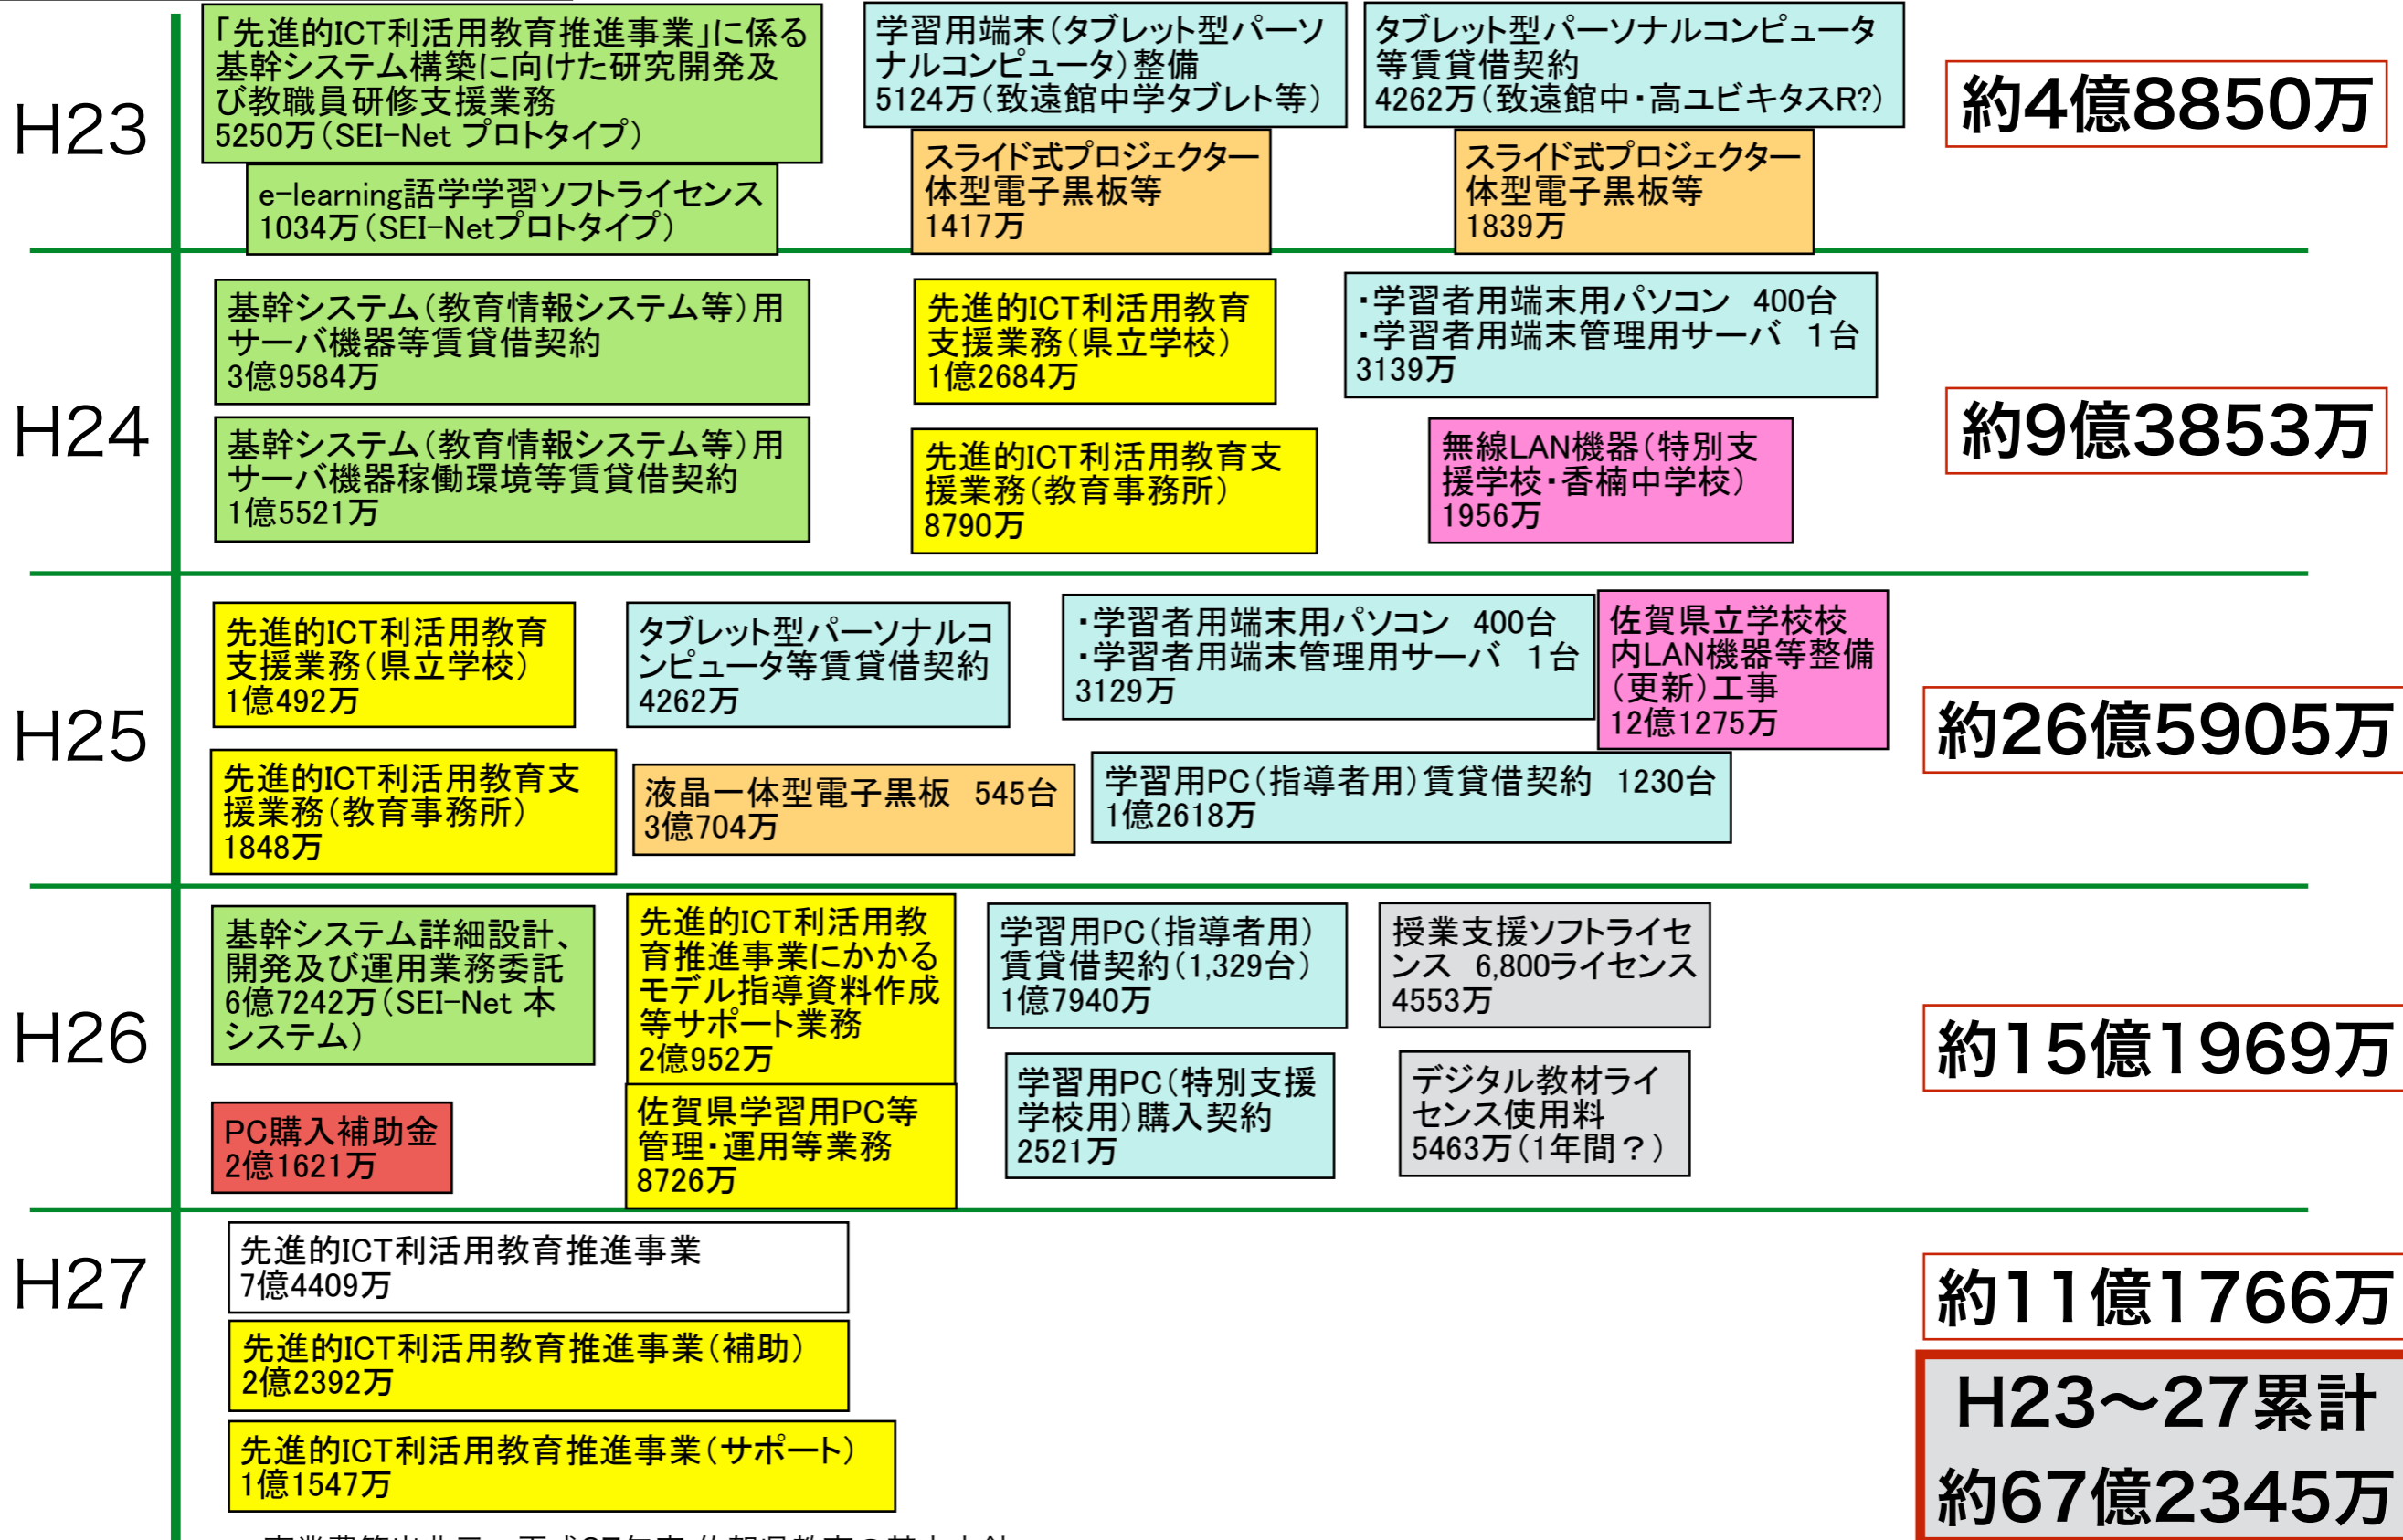 H23
「先進的ICT利活用教育推進事業」に係る
基幹システム構築に向けた研究開発及
び教職員研修支援業務
5250万(SEI-Net プロトタイプ)
e-learning語学学習ソフトライセンス
1034万(SEI-Netプロトタイプ)
学習用端末(タブレット型パーソ
ナルコンピュータ)整備
5124万(致遠館中学タブレト等)
スライド式プロジェクター一
体型電子黒板等
1417万
タブレット型パーソナルコンピュータ
等賃貸借契約
4262万(致遠館中・高ユビキタスR?)
スライド式プロジェクター一
体型電子黒板等
1839万
約4億8850万
H24
基幹システム(教育情報システム等)用
サーバ機器等賃貸借契約
3億9584万
基幹システム(教育情報システム等)用
サーバ機器稼働環境等賃貸借契約
1億5521万
先進的ICT利活用教育
支援業務(県立学校)
1億2684万
先進的ICT利活用教育支
援業務(教育事務所)
8790万
・学習者用端末用パソコン 400台
・学習者用端末管理用サーバ 1台
3139万
無線LAN機器(特別支
援学校・香楠中学校)
1956万
約9億3853万
H25
先進的ICT利活用教育
支援業務(県立学校)
1億492万
先進的ICT利活用教育支
援業務(教育事務所)
1848万
タブレット型パーソナルコ
ンピュータ等賃貸借契約
4262万
液晶一体型電子黒板 545台
3億704万
・学習者用端末用パソコン 400台
・学習者用端末管理用サーバ 1台
3129万
学習用PC(指導者用)賃貸借契約 1230台
1億2618万
佐賀県立学校校
内LAN機器等整備
(更新)工事
12億1275万
約26億5905万
H26
基幹システム詳細設計、
開発及び運用業務委託
6億7242万(SEI-Net 本
システム)
PC購入補助金
2億1621万
先進的ICT利活用教
育推進事業にかかる
モデル指導資料作成
等サポート業務
2億952万
佐賀県学習用PC等
管理・運用等業務
8726万
学習用PC(指導者用)
賃貸借契約(1,329台)
1億7940万
学習用PC(特別支援
学校用)購入契約
2521万
授業支援ソフトライセ
ンス 6,800ライセンス
4553万
デジタル教材ライ
センス使用料
5463万(1年間?)
約15億1969万
H27
先進的ICT利活用教育推進事業
7億4409万
先進的ICT利活用教育推進事業(補助)
2億2392万
先進的ICT利活用教育推進事業(サポート)
1億1547万
約11億1766万
H23〜27累計
約67億2345万